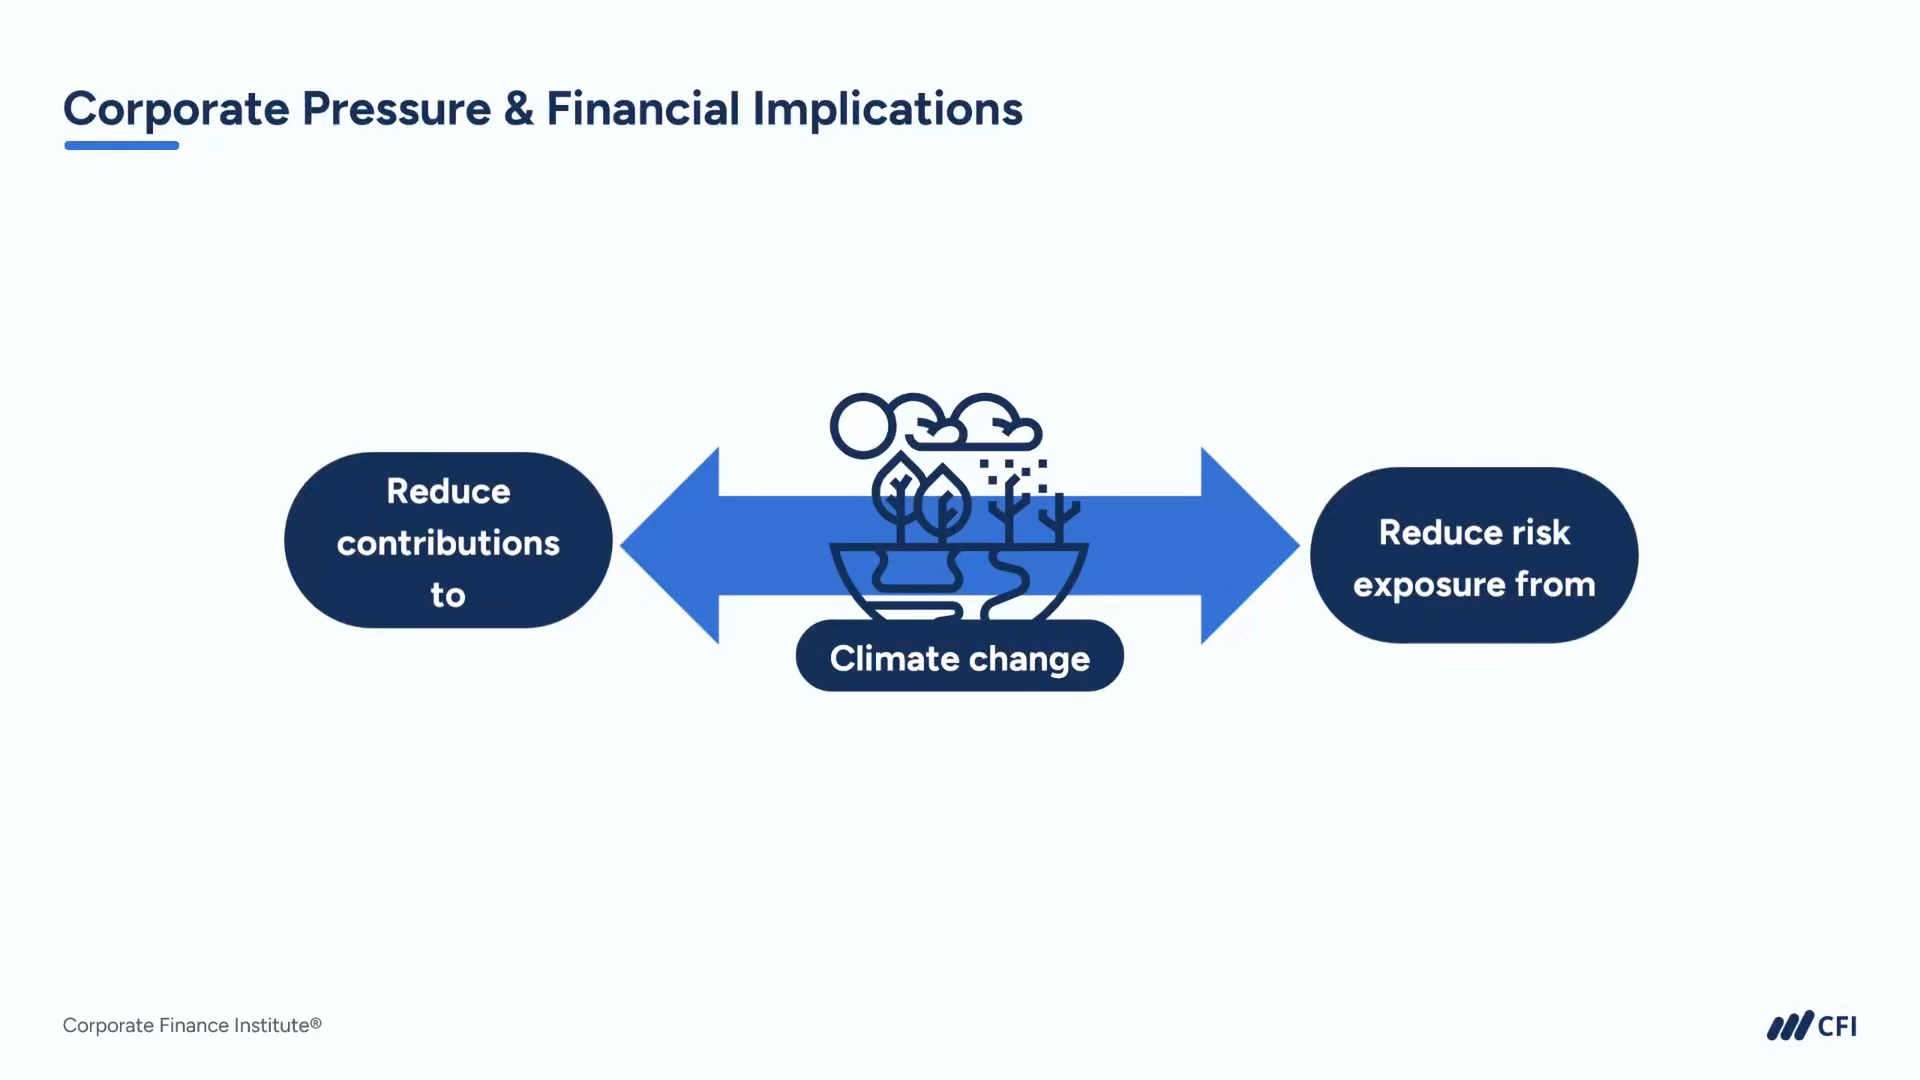 Corporate Pressure & Financial Implications
Reduce
contributions
to
Climate change
Reduce risk
exposure from
Corporate Finance Institute®
CFI